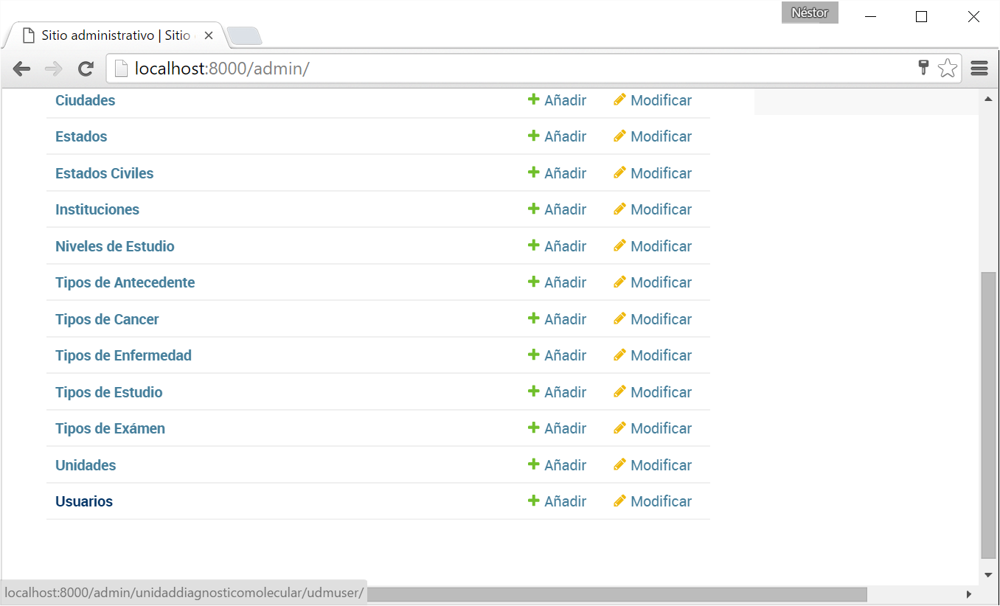 Néstor
Sitio administrativo | Sitio
localhost:8000/admin/
Ciudades Añadir Modificar
Estados Añadir Modificar
Estados Civiles Añadir Modificar
Instituciones Añadir Modificar
Niveles de Estudio Añadir Modificar
Tipos de Antecedente Añadir Modificar
Tipos de Cancer Añadir Modificar
Tipos de Enfermedad Añadir Modificar
Tipos de Estudio Añadir Modificar
Tipos de Exámen Añadir Modificar
Unidades Añadir Modificar
Usuarios Añadir Modificar
localhost:8000/admin/unidaddiagnosticomolecular/udmuser/